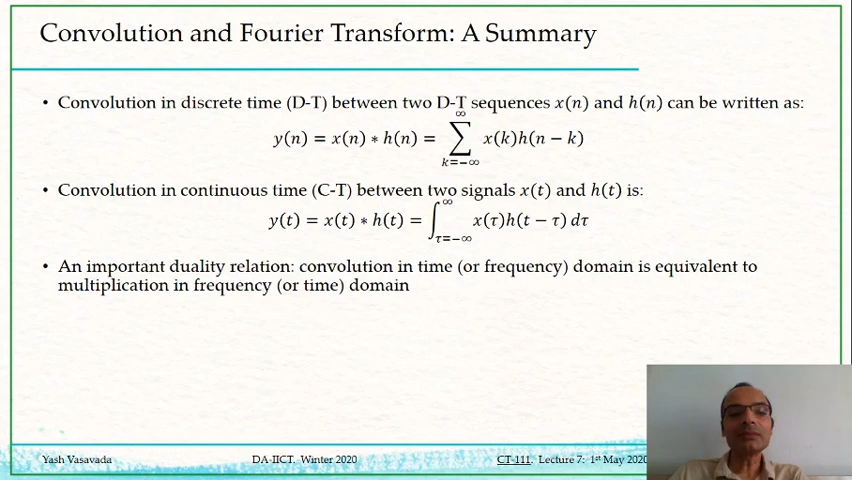 Convolution and Fourier Transform: A Summary
• Convolution in discrete time (D-T) between two D-T sequences x(n) and h(n) can be written as:
y(n) = x(n) ∗ h(n) = ∑_{k=−∞}^{∞} x(k)h(n − k)
• Convolution in continuous time (C-T) between two signals x(t) and h(t) is:
y(t) = x(t) ∗ h(t) = ∫_{τ=−∞}^{∞} x(τ)h(t − τ) dτ
• An important duality relation: convolution in time (or frequency) domain is equivalent to
multiplication in frequency (or time) domain
Yash Vasavada DA-IICT. Winter 2020 CT-111. Lecture 7: 1st May 2020